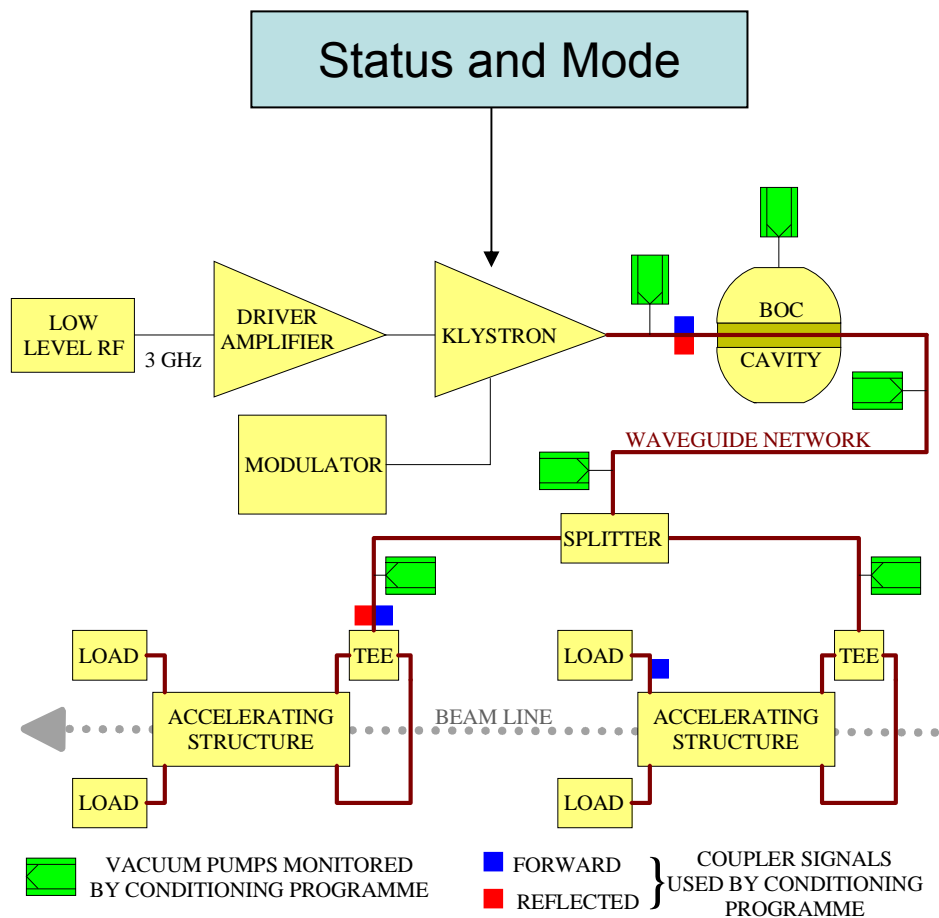 Status and Mode
LOW
LEVEL RF
3 GHz
DRIVER
AMPLIFIER
KLYSTRON
BOC
CAVITY
MODULATOR
WAVEGUIDE NETWORK
SPLITTER
LOAD
TEE
LOAD
TEE
ACCELERATING
STRUCTURE
BEAM LINE
ACCELERATING
STRUCTURE
LOAD
LOAD
VACUUM PUMPS MONITORED
BY CONDITIONING PROGRAMME
FORWARD
REFLECTED
COUPLER SIGNALS
USED BY CONDITIONING
PROGRAMME